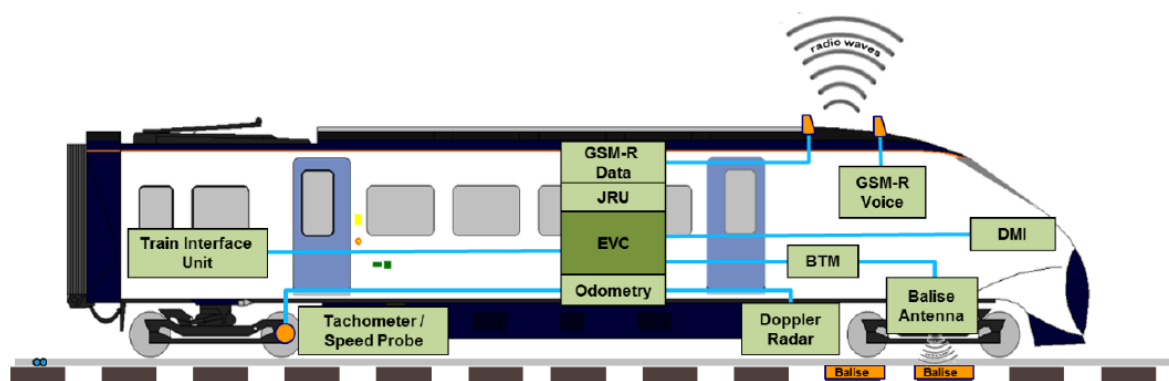 radio waves
GSM-R
Data
JRU
GSM-R
Voice
Train Interface
Unit
EVC
DMI
BTM
Odometry
Tachometer /
Speed Probe
Doppler
Radar
Balise
Antenna
Balise
Balise